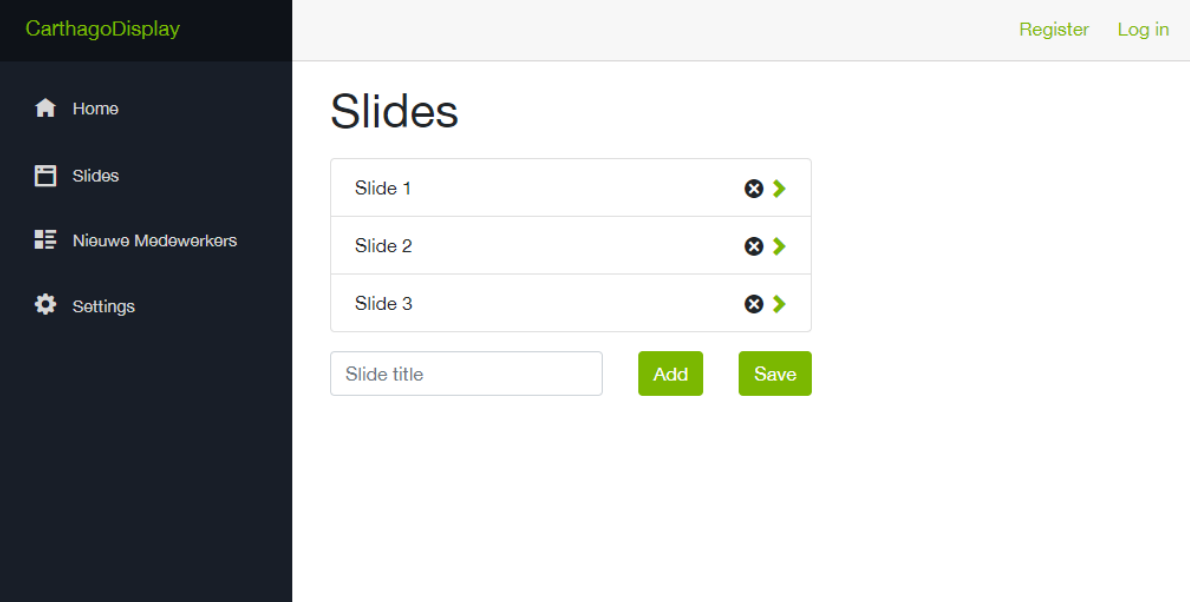 CarthagoDisplay
Register Log in
Home
Slides
Nieuwe Medewerkers
Settings
Slides
Slide 1
Slide 2
Slide 3
Slide title
Add
Save